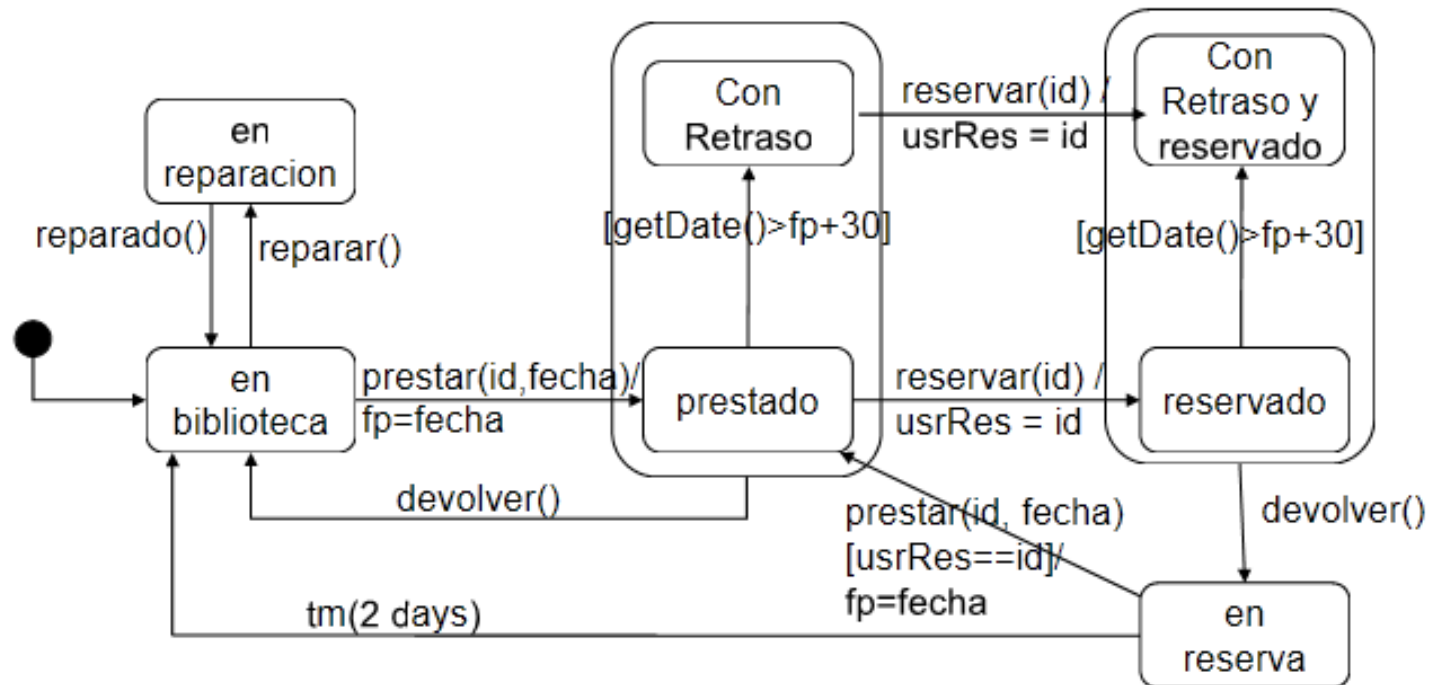 en
reparacion
reparado()
reparar()
en
biblioteca
prestar(id,fecha)/
fp=fecha
Con
Retraso
[getDate()>fp+30]
prestado
devolver()
reservar(id) /
usrRes = id
reservar(id) /
usrRes = id
Con
Retraso y
reservado
[getDate()>fp+30]
reservado
devolver()
prestar(id, fecha)
[usrRes==id]/
fp=fecha
en
reserva
tm(2 days)